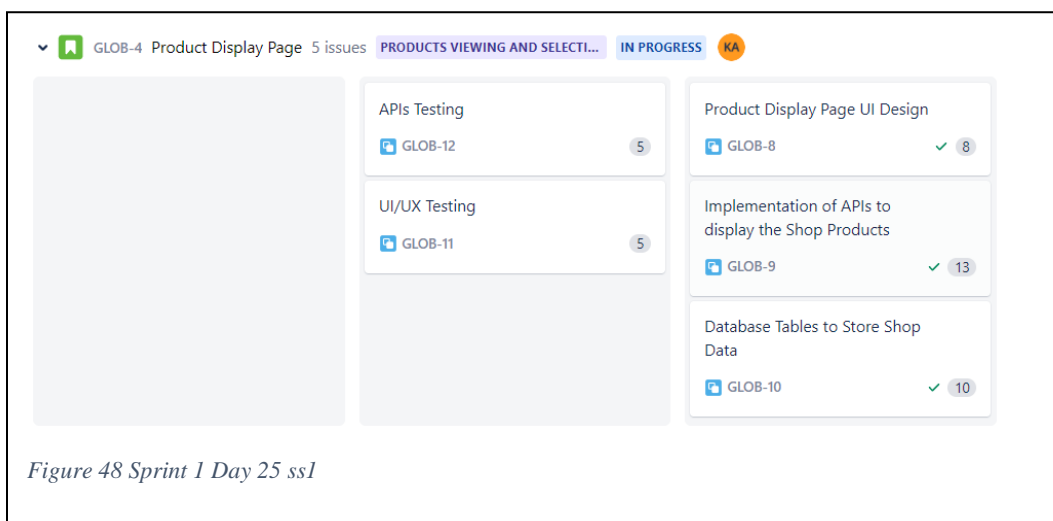 GLOB-4 Product Display Page 5 issues PRODUCTS VIEWING AND SELECTI... IN PROGRESS KA
APIs Testing
GLOB-12 5
UI/UX Testing
GLOB-11 5
Product Display Page UI Design
GLOB-8 8
Implementation of APIs to
display the Shop Products
GLOB-9 13
Database Tables to Store Shop
Data
GLOB-10 10
Figure 48 Sprint 1 Day 25 ss1